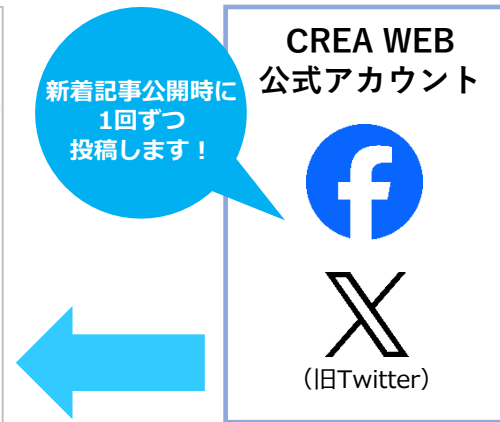 新着記事公開時に
1回ずつ
投稿します！
CREA WEB
公式アカウント
（旧Twitter）